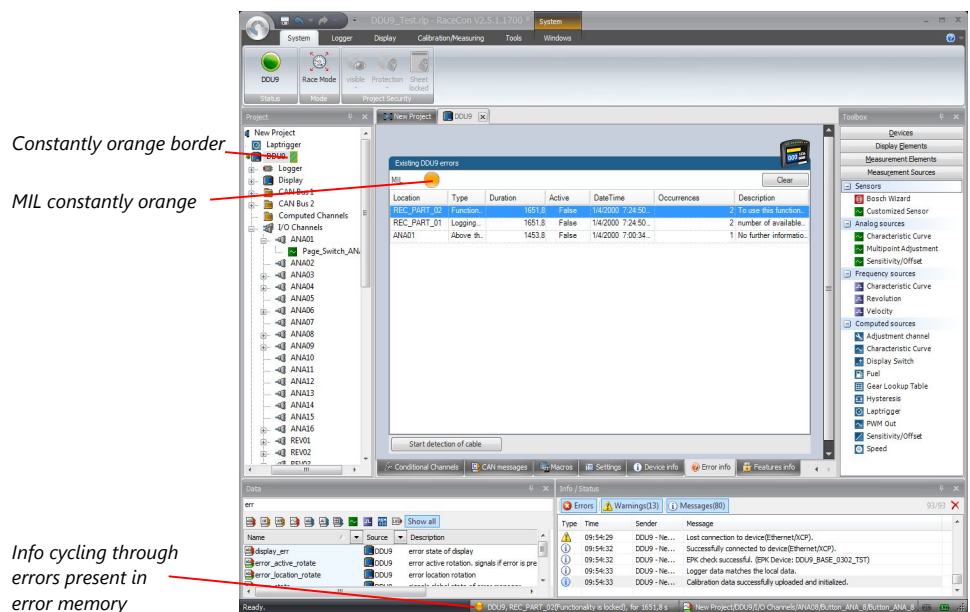 DDU9_Test.rlp - RaceCon V2.5.1.1700 *
System
System Logger Display Calibration/Measuring Tools Windows
DDU9
Race Mode
visible
Protection
Sheet locked
Status
Mode
Project Security
Project
New Project
DDU9
Toolbox
New Project
Laptrigger
DDU9
Logger
Display
CAN Bus 1
CAN Bus 2
Computed Channels
I/O Channels
ANA01
Page_Switch_AN
ANA02
ANA03
ANA04
ANA05
ANA06
ANA07
ANA08
ANA09
ANA10
ANA11
ANA12
ANA13
ANA14
ANA15
ANA16
REV01
REV02
REV03
Constantly orange border
MIL constantly orange
Info cycling through
errors present in
error memory
Existing DDU9 errors
MIL
Clear
Location Type Duration Active DateTime Occurrences Description
REC_PART_02 Function... 1651,8 False 1/4/2000 7:24:50... 2 To use this function...
REC_PART_01 Logging... 1651,8 False 1/4/2000 7:24:50... 2 number of available...
ANA01 Above th... 1453,8 False 1/4/2000 7:00:34... 1 No further informatio...
Start detection of cable
Conditional Channels CAN messages Macros Settings Device info Error info Features info
Devices
Display Elements
Measurement Elements
Measurement Sources
Sensors
Bosch Wizard
Customized Sensor
Analog sources
Characteristic Curve
Multipoint Adjustment
Sensitivity/Offset
Frequency sources
Characteristic Curve
Revolution
Velocity
Computed sources
Adjustment channel
Characteristic Curve
Display Switch
Fuel
Gear Lookup Table
Hysteresis
Laptrigger
PWM Out
Sensitivity/Offset
Speed
Data
err
Show all
Name Source Description
display_err DDU9 error state of display
error_active_rotate DDU9 error active rotation. signals if error is pre
error_location_rotate DDU9 error location rotation
Info / Status
Errors Warnings(13) Messages(80)
93/93
Type Time Sender Message
09:54:29 DDU9 - Ne... Lost connection to device(Ethernet/XCP).
09:54:32 DDU9 - Ne... Successfully connected to device(Ethernet/XCP).
09:54:32 DDU9 - Ne... EPK check successful. (EPK Device: DDU9_BASE_0302_TST)
09:54:33 DDU9 - Ne... Logger data matches the local data.
09:54:33 DDU9 - Ne... Calibration data successfully uploaded and initialized.
Ready.
DDU9, REC_PART_02(Functionality is locked), for 1651,8 s
New Project/DDU9/I/O Channels/ANA08/Button_ANA_8/Button_ANA_8